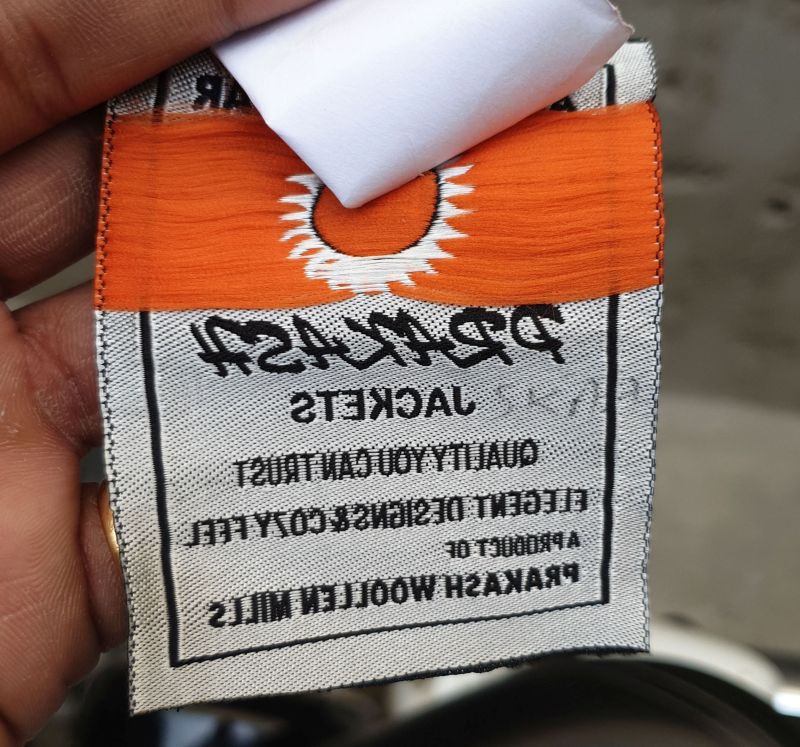 PRAKASH
JACKETS
QUALITY YOU CAN TRUST
ELEGENT DESIGNS & COZY FEEL
A PRODUCT OF
PRAKASH WOOLLEN MILLS